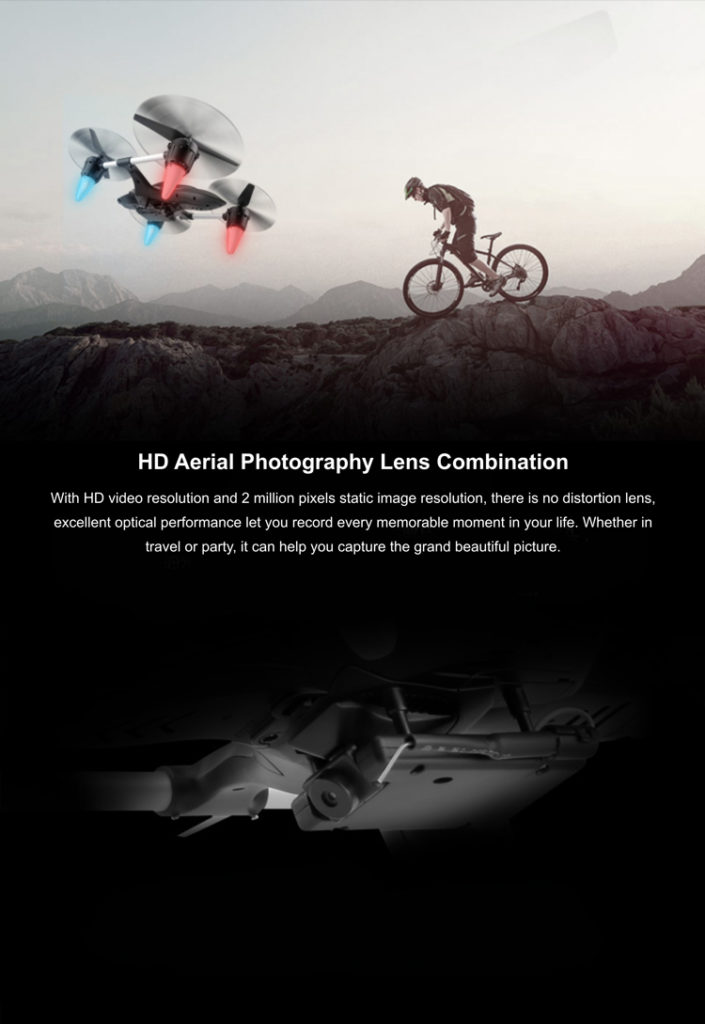 HD Aerial Photography Lens Combination
With HD video resolution and 2 million pixels static image resolution, there is no distortion lens,
excellent optical performance let you record every memorable moment in your life. Whether in
travel or party, it can help you capture the grand beautiful picture.